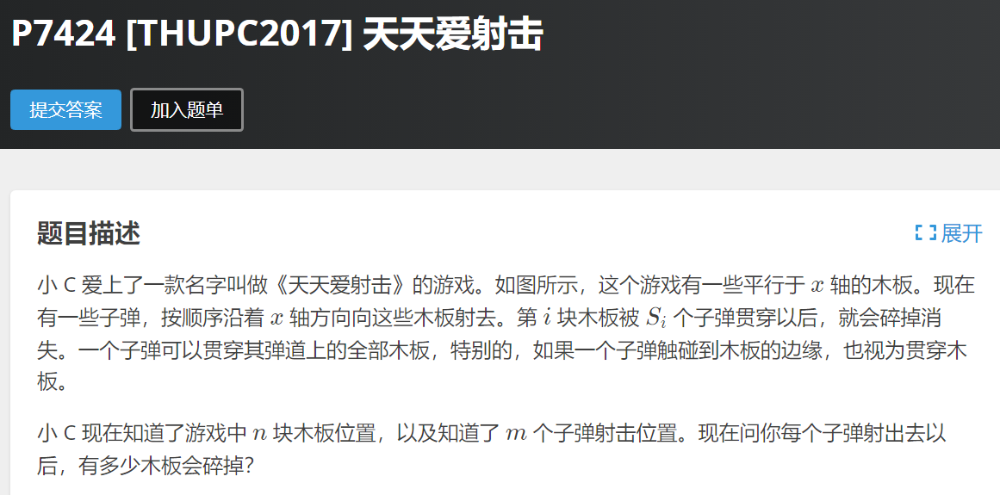 P7424 [THUPC2017] 天天爱射击
提交答案 加入题单
题目描述 展开
小 C 爱上了一款名字叫做《天天爱射击》的游戏。如图所示，这个游戏有一些平行于 x 轴的木板。现在
有一些子弹，按顺序沿着 x 轴方向向这些木板射去。第 i 块木板被 S_i 个子弹贯穿以后，就会碎掉消
失。一个子弹可以贯穿其弹道上的全部木板，特别的，如果一个子弹触碰到木板的边缘，也视为贯穿木
板。
小 C 现在知道了游戏中 n 块木板位置，以及知道了 m 个子弹射击位置。现在问你每个子弹射出去以
后，有多少木板会碎掉？